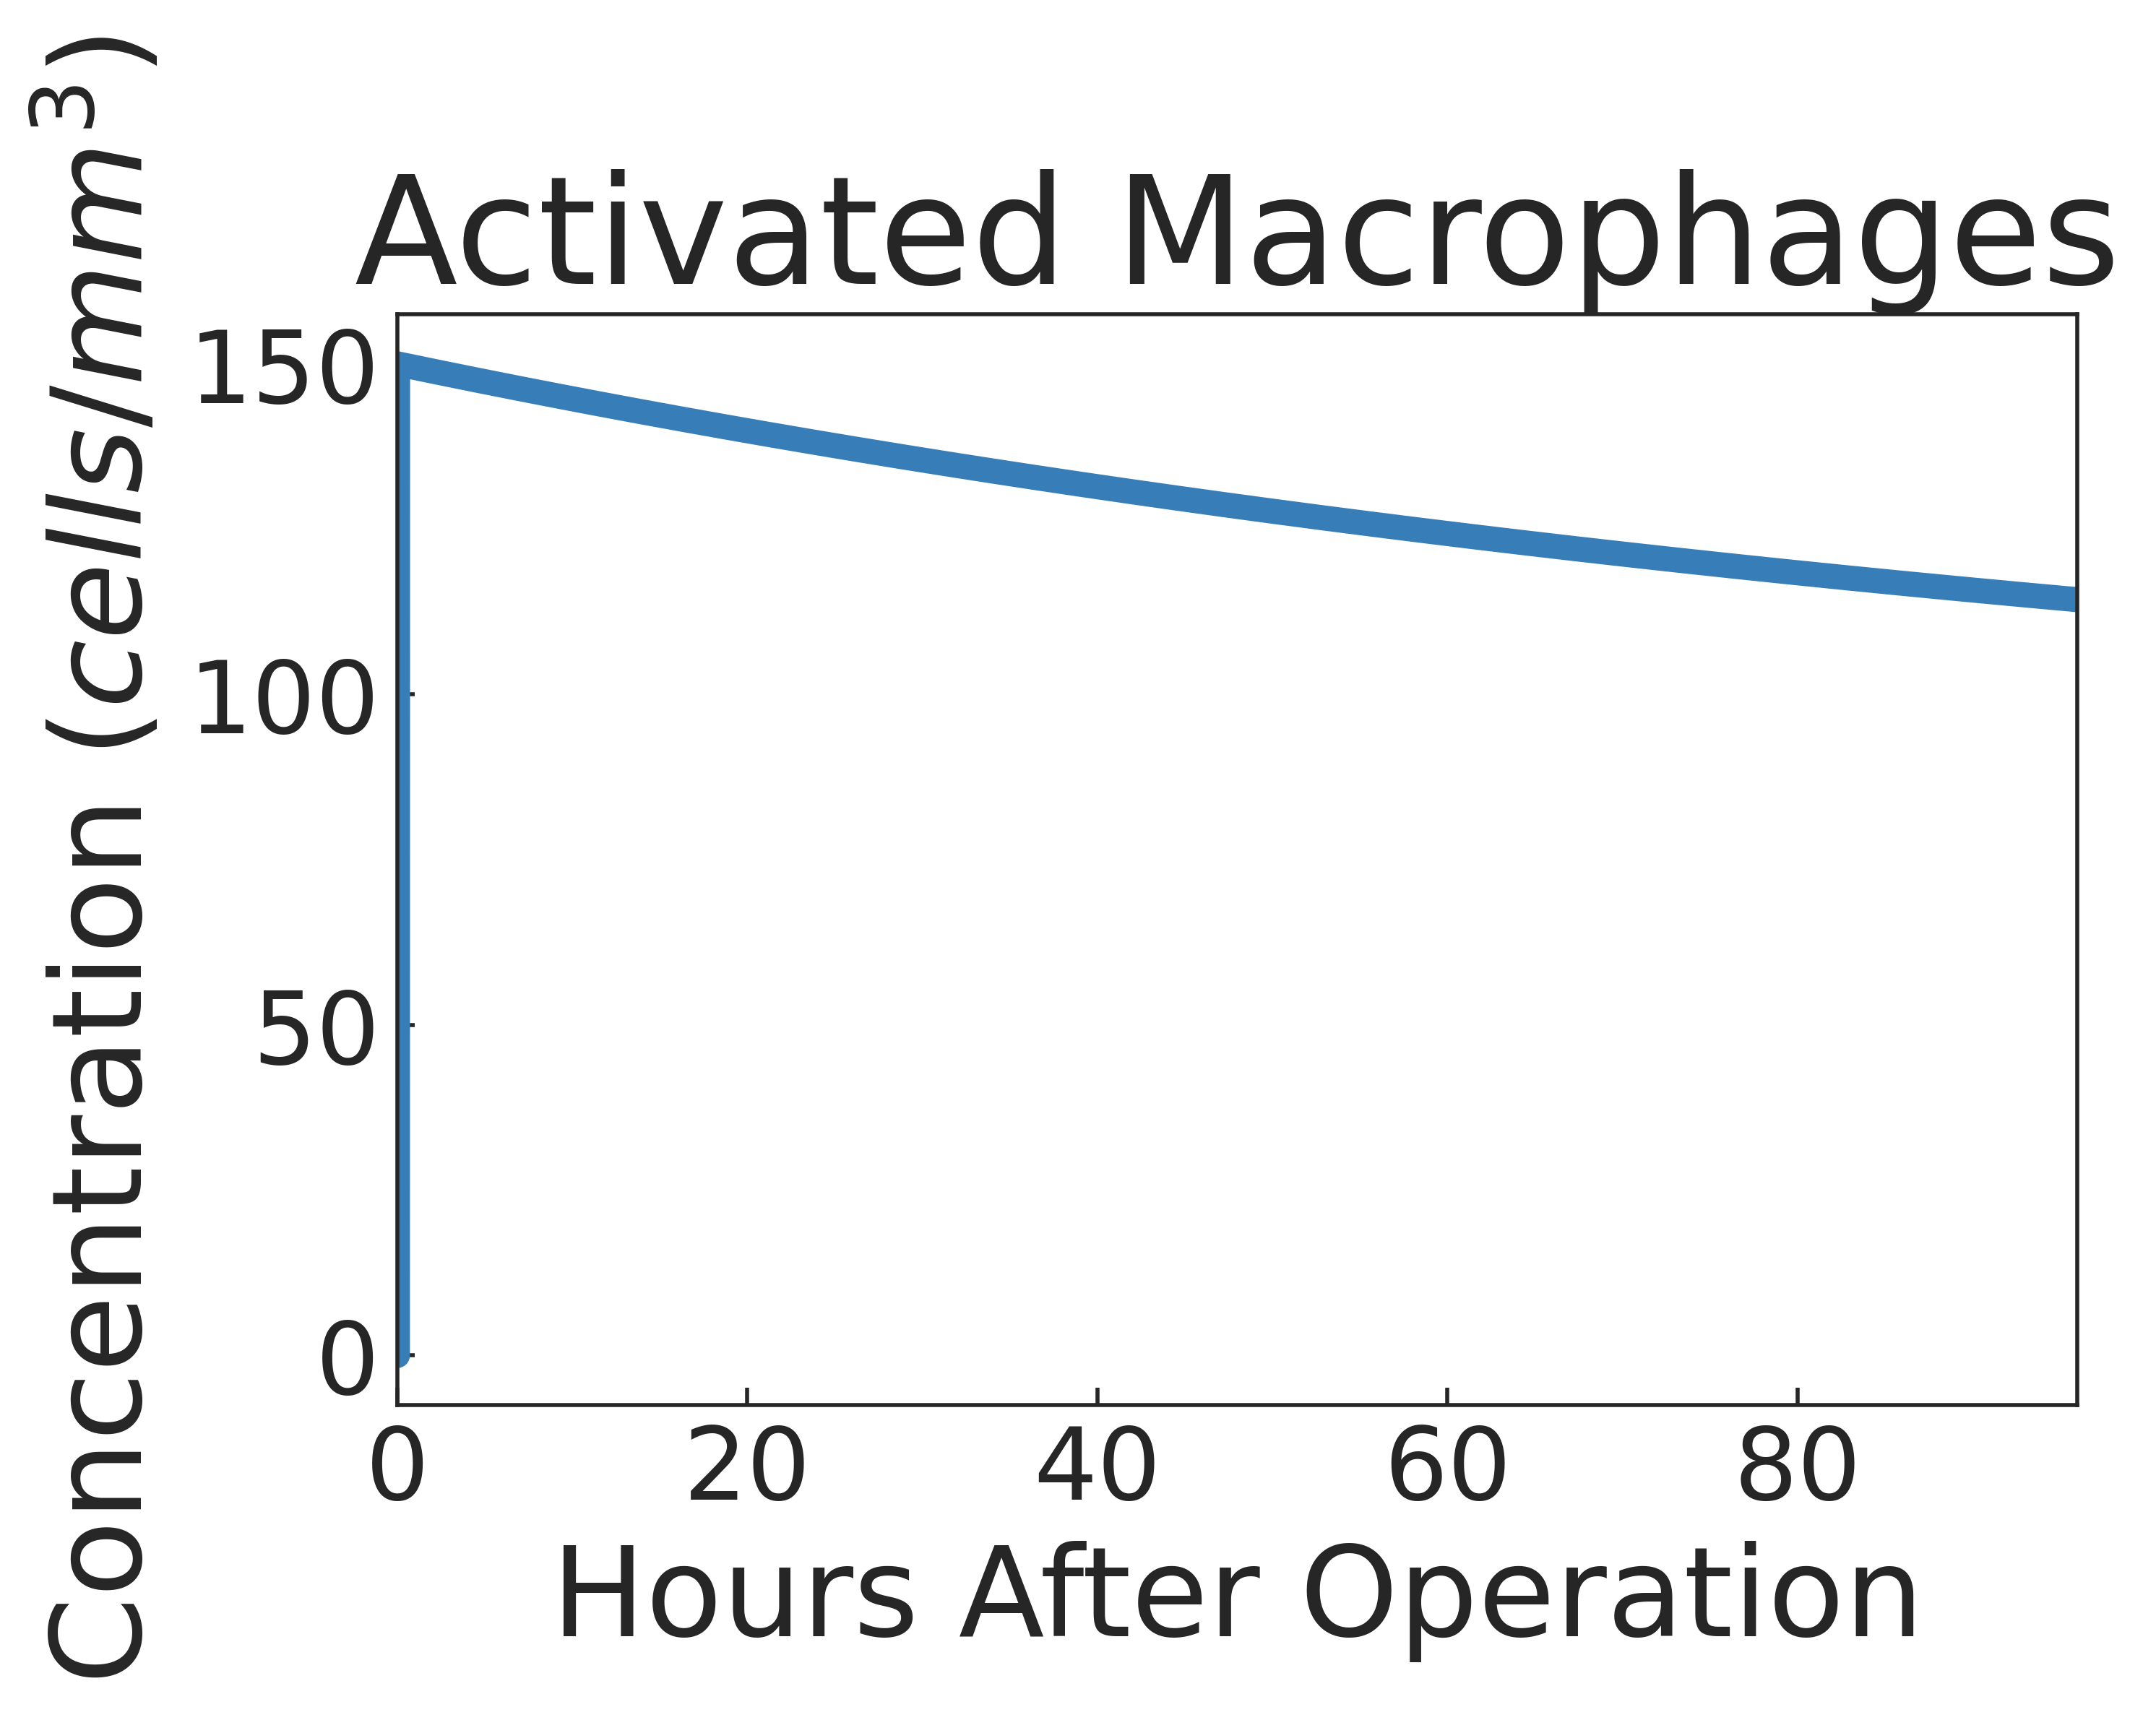 Activated Macrophages
Concentration (cells/mm³)
150
100
50
0
0 20 40 60 80
Hours After Operation